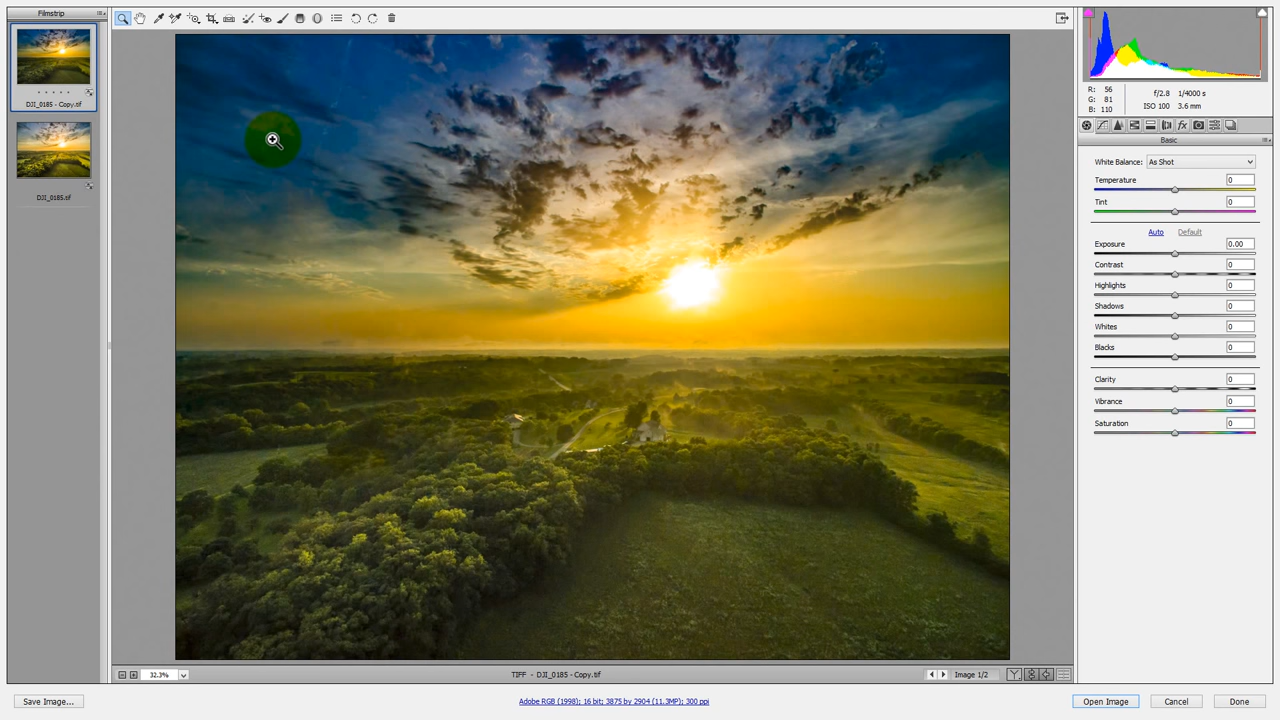 Filmstrip
DJI_0185 - Copy.tif
DJI_0185.tif
32.3%
TIFF - DJI_0185 - Copy.tif
Image 1/2
R: 56
G: 81
B: 110
f/2.8 1/4000 s
ISO 100 3.6 mm
fx
Basic
White Balance: As Shot
Temperature 0
Tint 0
Auto Default
Exposure 0.00
Contrast 0
Highlights 0
Shadows 0
Whites 0
Blacks 0
Clarity 0
Vibrance 0
Saturation 0
Save Image...
Adobe RGB (1998); 16 bit; 3875 by 2904 (11.3MP); 300 ppi
Open Image
Cancel
Done